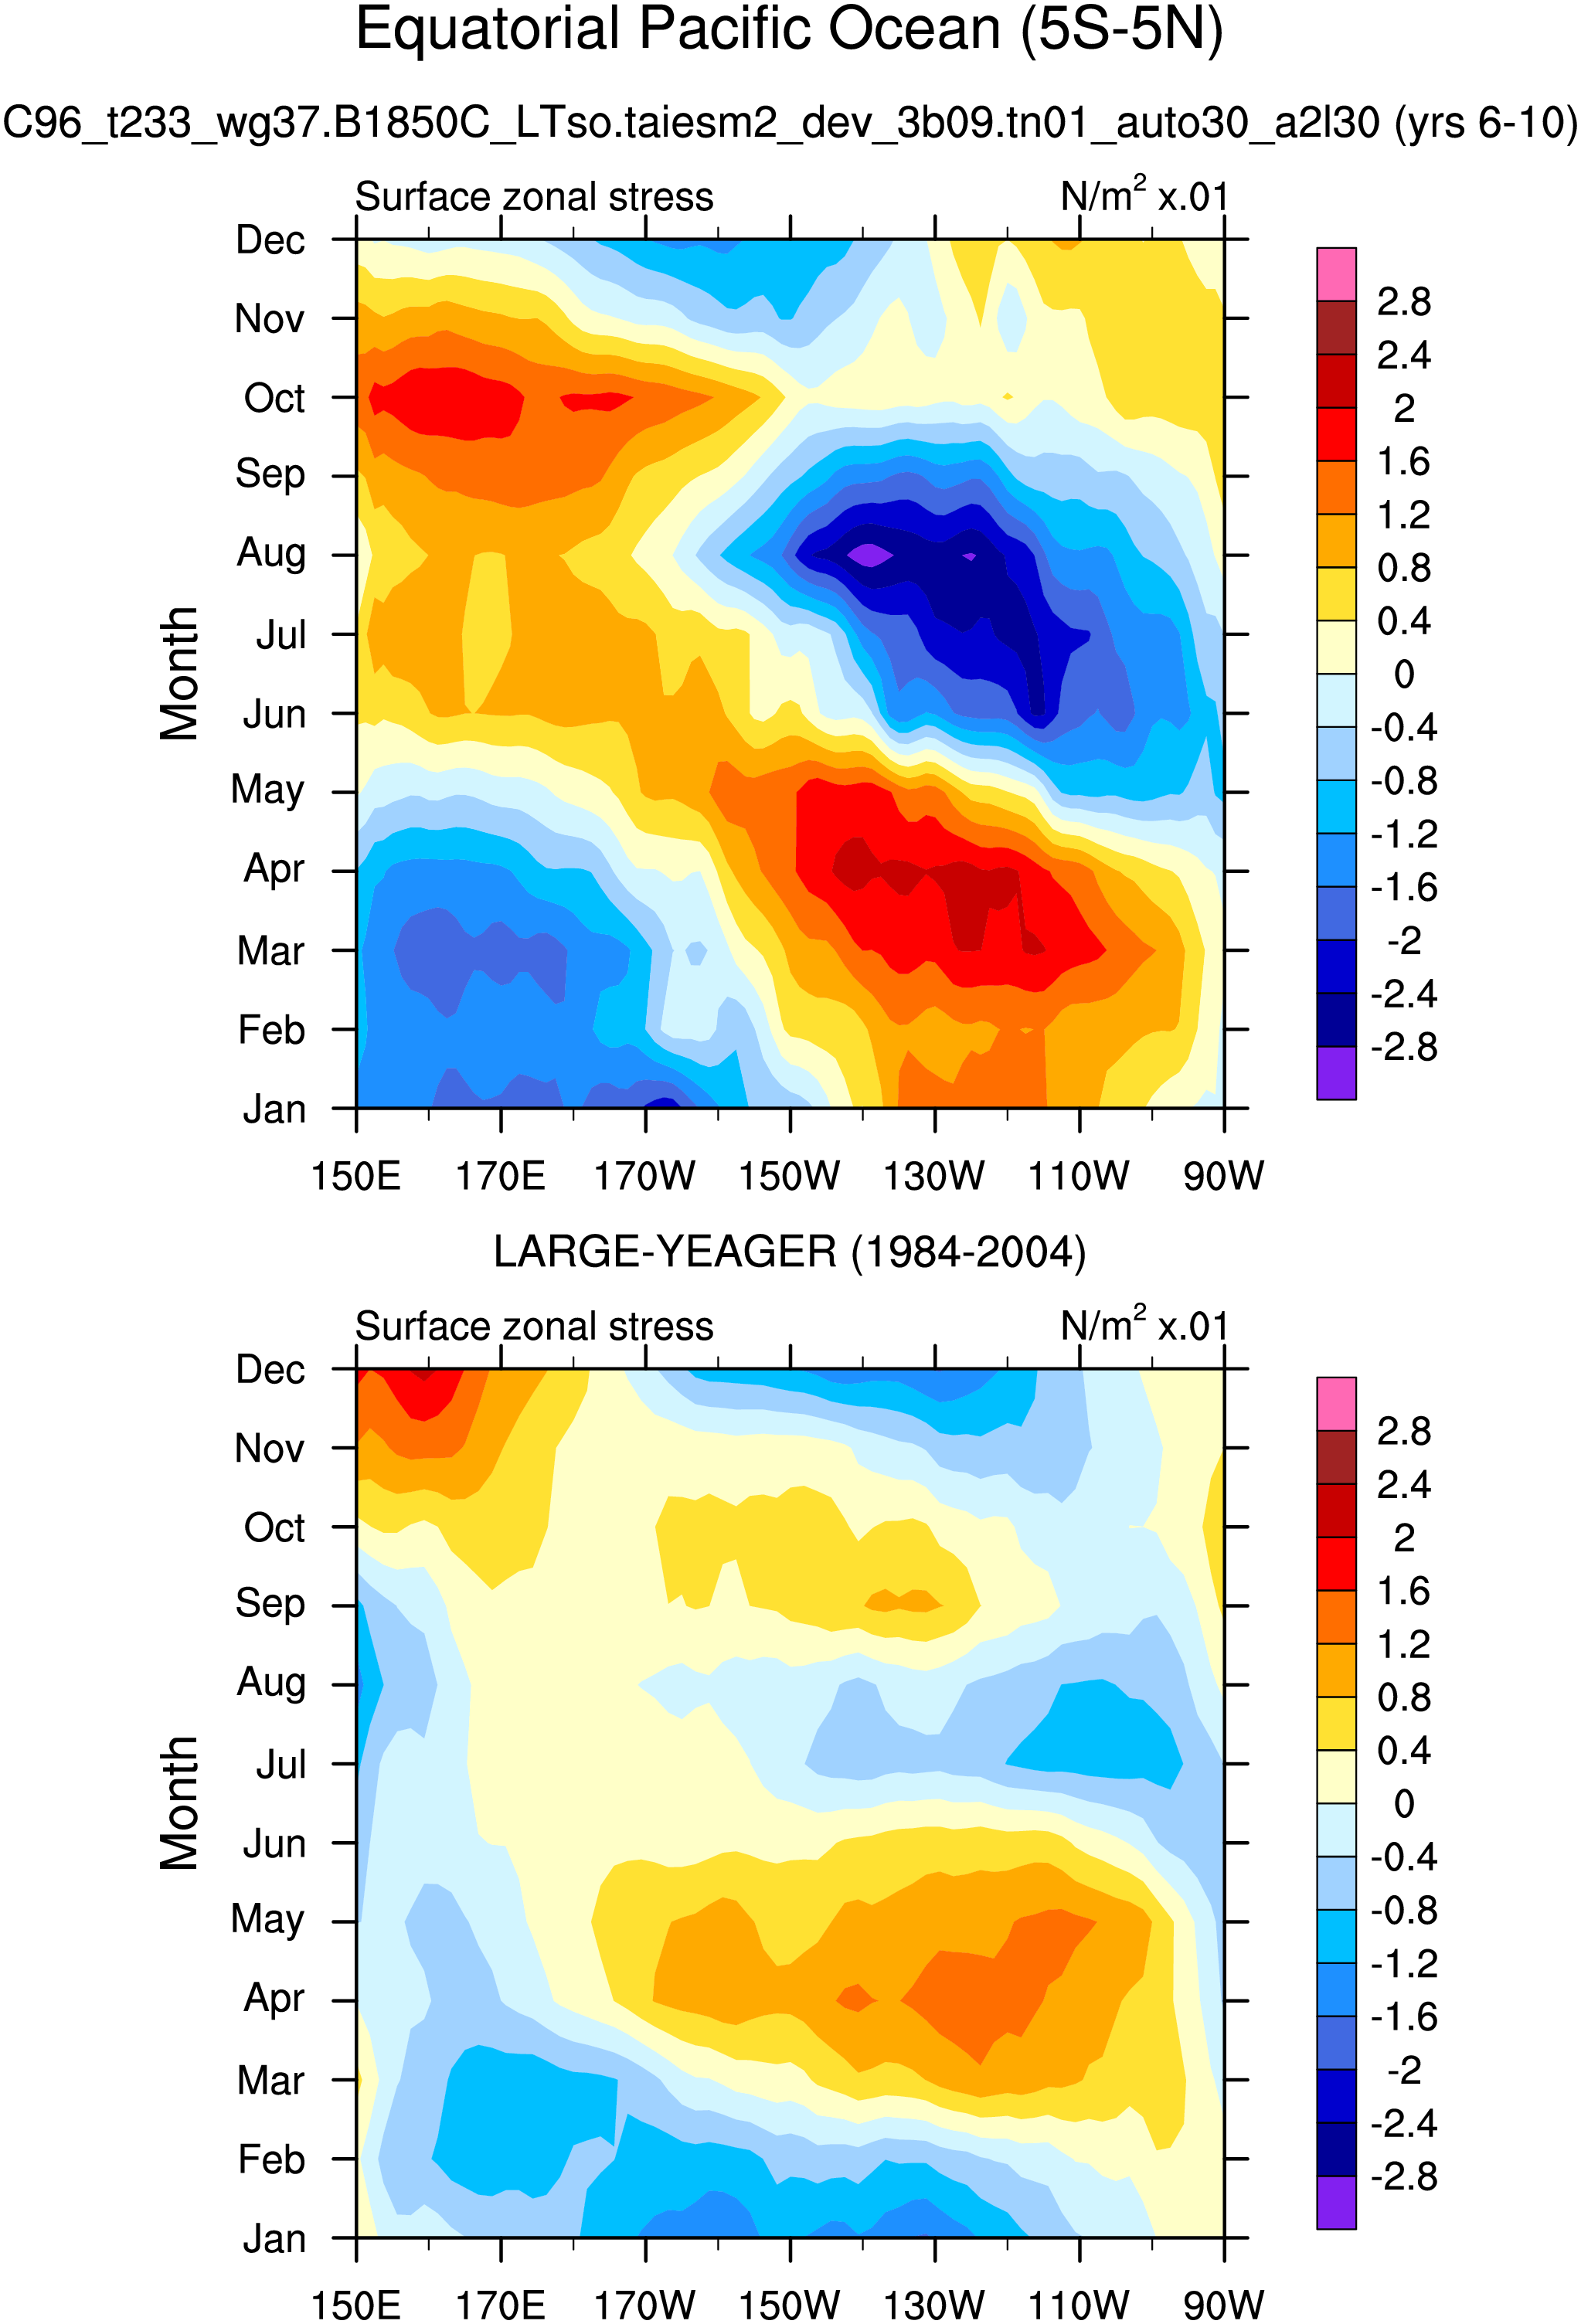 Equatorial Pacific Ocean (5S-5N)
C96_t233_wg37.B1850C_LTso.taiesm2_dev_3b09.tn01_auto30_a2l30 (yrs 6-10)
Surface zonal stress N/m² x.01
Dec
Nov
Oct
Sep
Aug
Jul
Jun
May
Apr
Mar
Feb
Jan
Month
150E 170E 170W 150W 130W 110W 90W
2.8
2.4
2
1.6
1.2
0.8
0.4
0
-0.4
-0.8
-1.2
-1.6
-2
-2.4
-2.8
LARGE-YEAGER (1984-2004)
Surface zonal stress N/m² x.01
Dec
Nov
Oct
Sep
Aug
Jul
Jun
May
Apr
Mar
Feb
Jan
Month
150E 170E 170W 150W 130W 110W 90W
2.8
2.4
2
1.6
1.2
0.8
0.4
0
-0.4
-0.8
-1.2
-1.6
-2
-2.4
-2.8